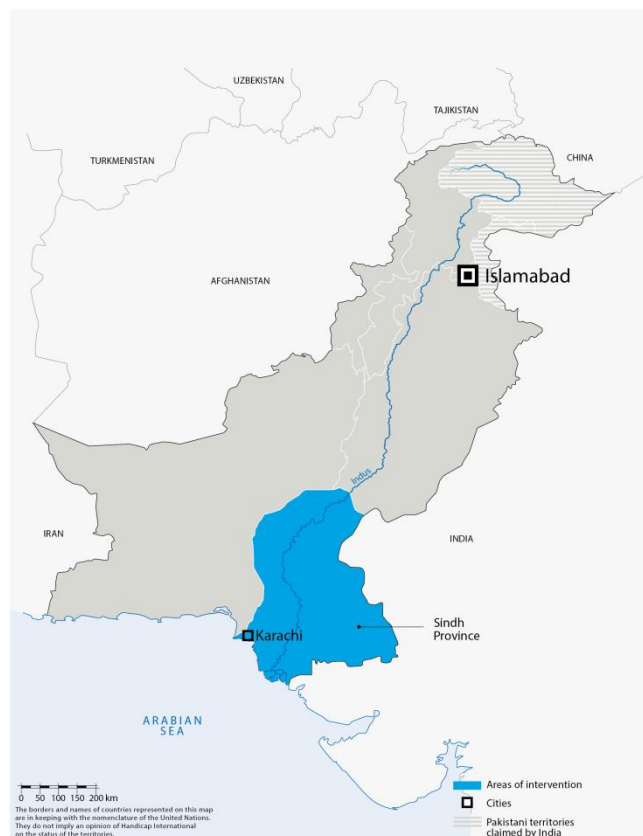 UZBEKISTAN
TAJIKISTAN
TURKMENISTAN
CHINA
AFGHANISTAN
Islamabad
Indus
IRAN
INDIA
Sindh
Province
Karachi
ARABIAN
SEA
0 50 100 150 200 km
The borders and names of countries represented on this map
are in keeping with the nomenclature of the United Nations.
They do not imply an opinion of Handicap International
on the status of the territories.
Areas of intervention
Cities
Pakistani territories
claimed by India